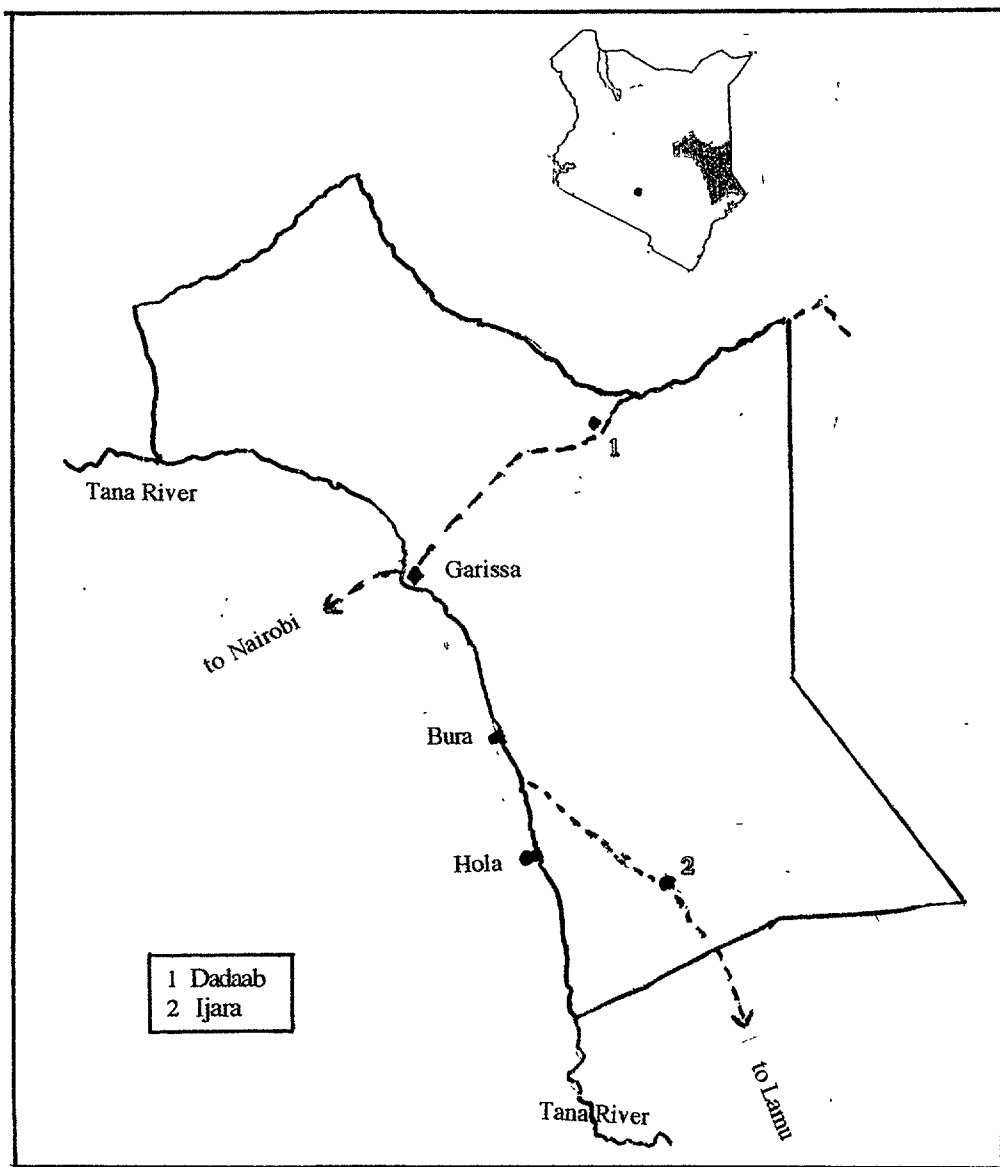 1
Tana River
Garissa
to Nairobi
Bura
2
Hola
1 Dadaab
2 Ijara
to Lamu
Tana River